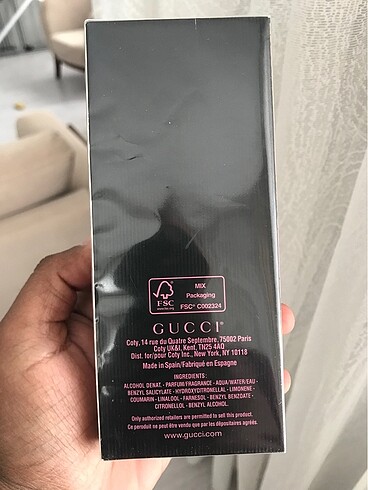 FSC
www.fsc.org
MIX
Packaging
FSC® C002324
GUCCI®
Coty, 14 rue du Quatre Septembre, 75002 Paris
Coty UK&I, Kent, TN25 4AQ
Dist. for/pour Coty Inc., New York, NY 10118
Made in Spain/Fabriqué en Espagne
INGREDIENTS:
ALCOHOL DENAT. • PARFUM/FRAGRANCE • AQUA/WATER/EAU •
BENZYL SALICYLATE • HYDROXYCITRONELLAL • LIMONENE •
COUMARIN • LINALOOL • FARNESOL • BENZYL BENZOATE •
CITRONELLOL • BENZYL ALCOHOL.
Only authorized retailers are permitted to sell this product.
Ce produit ne peut être vendu que par les dépositaires agréés.
www.gucci.com